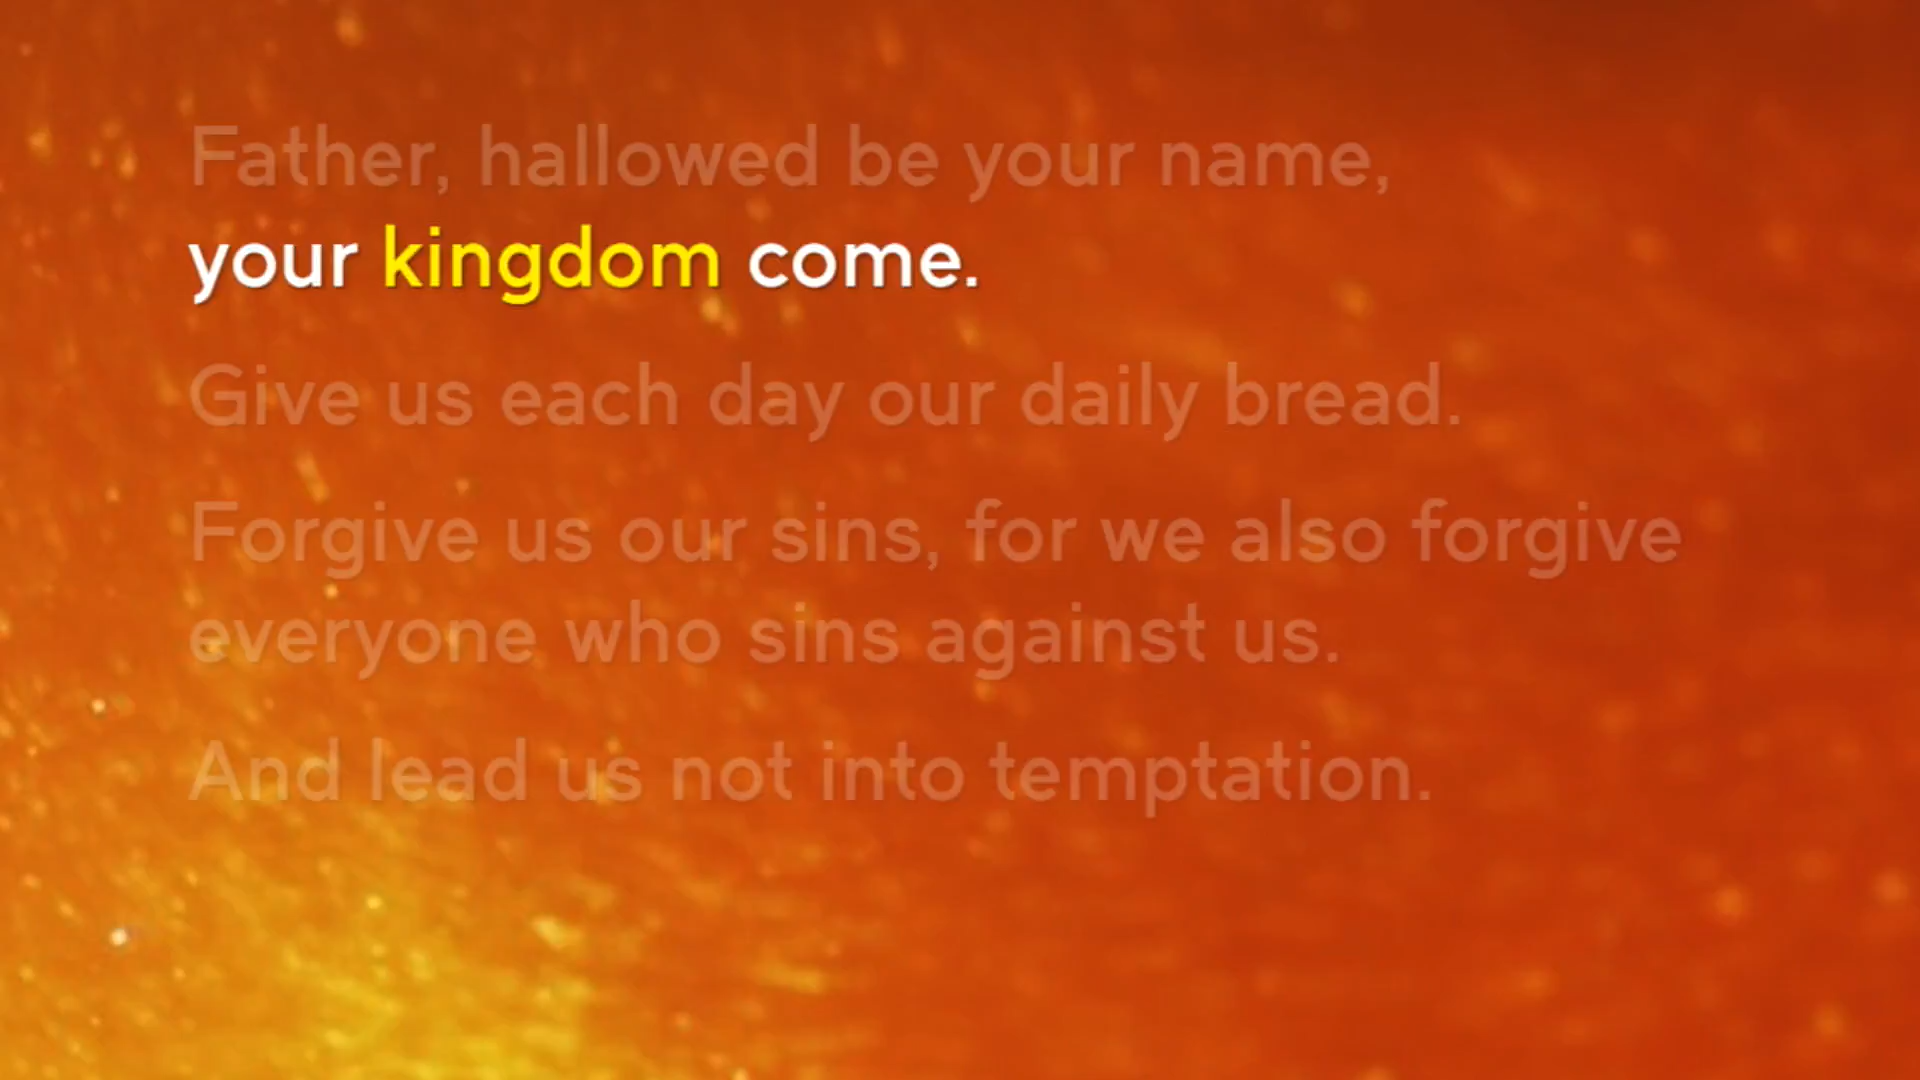 Father, hallowed be your name,
your kingdom come.
Give us each day our daily bread.
Forgive us our sins, for we also forgive
everyone who sins against us.
And lead us not into temptation.